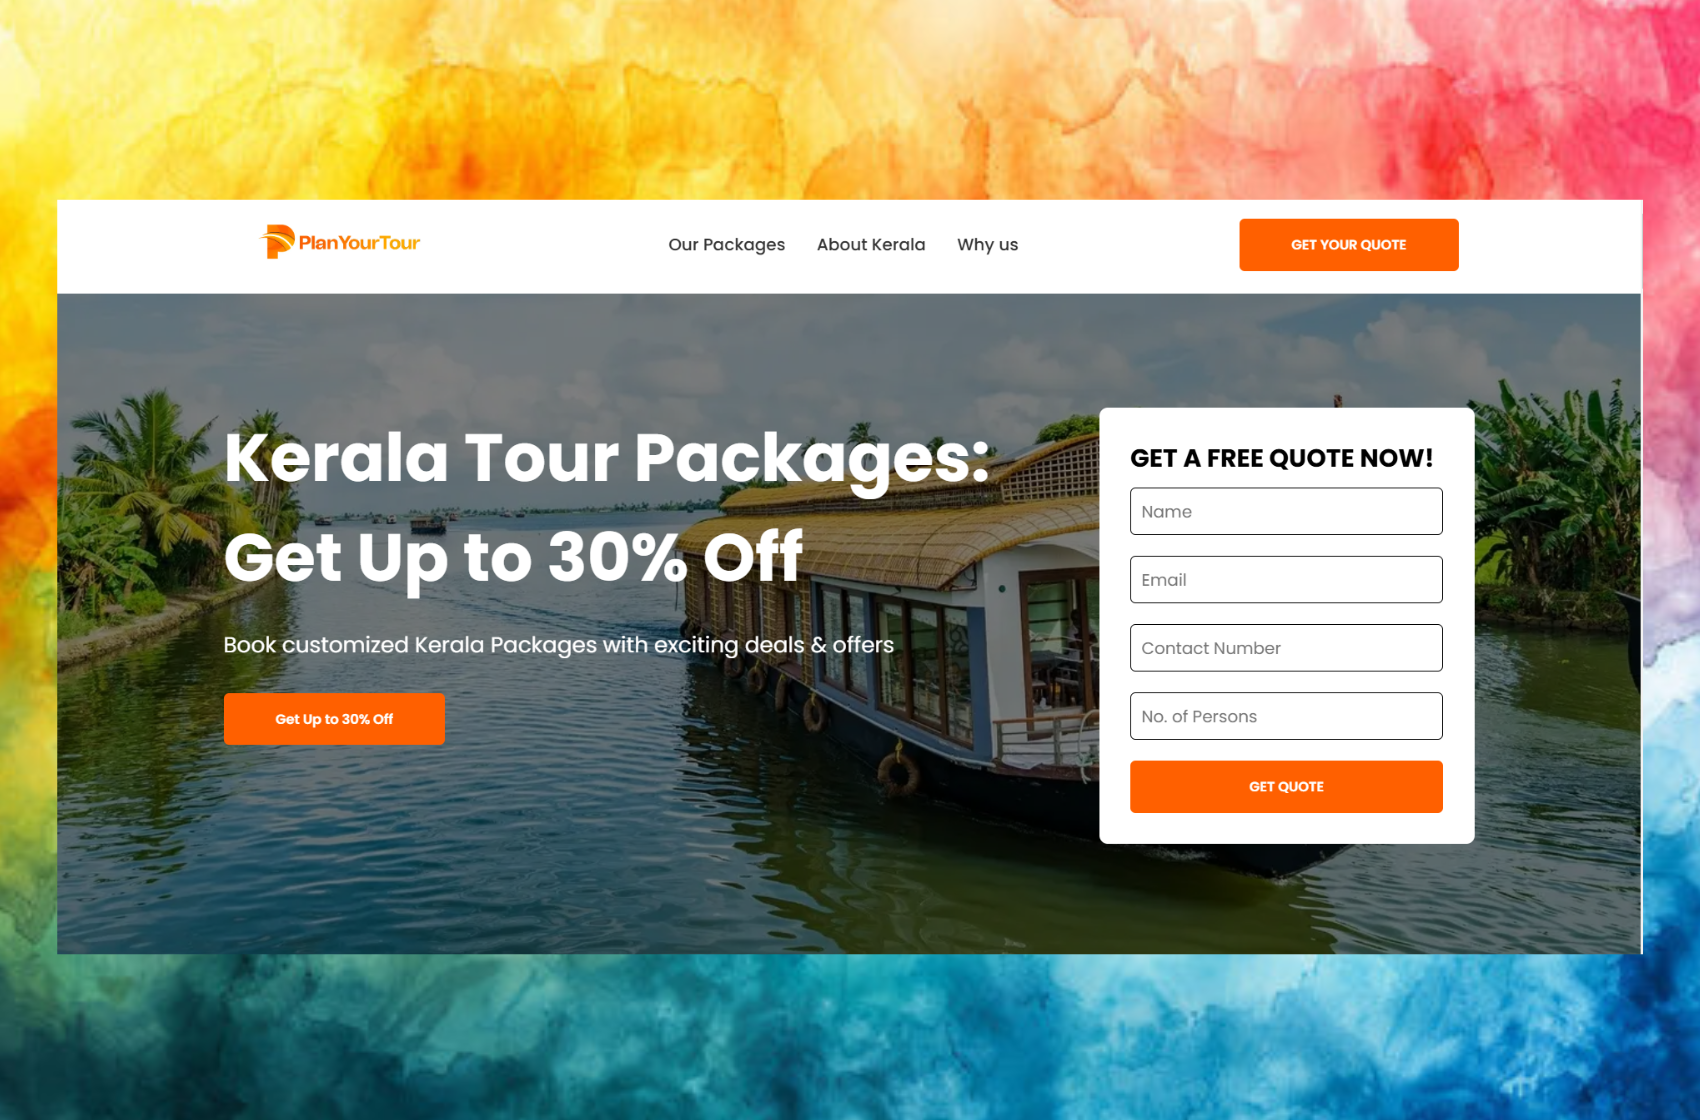 PlanYourTour
Our Packages About Kerala Why us
GET YOUR QUOTE
Kerala Tour Packages:
Get Up to 30% Off
Book customized Kerala Packages with exciting deals & offers
Get Up to 30% Off
GET A FREE QUOTE NOW!
Name
Email
Contact Number
No. of Persons
GET QUOTE